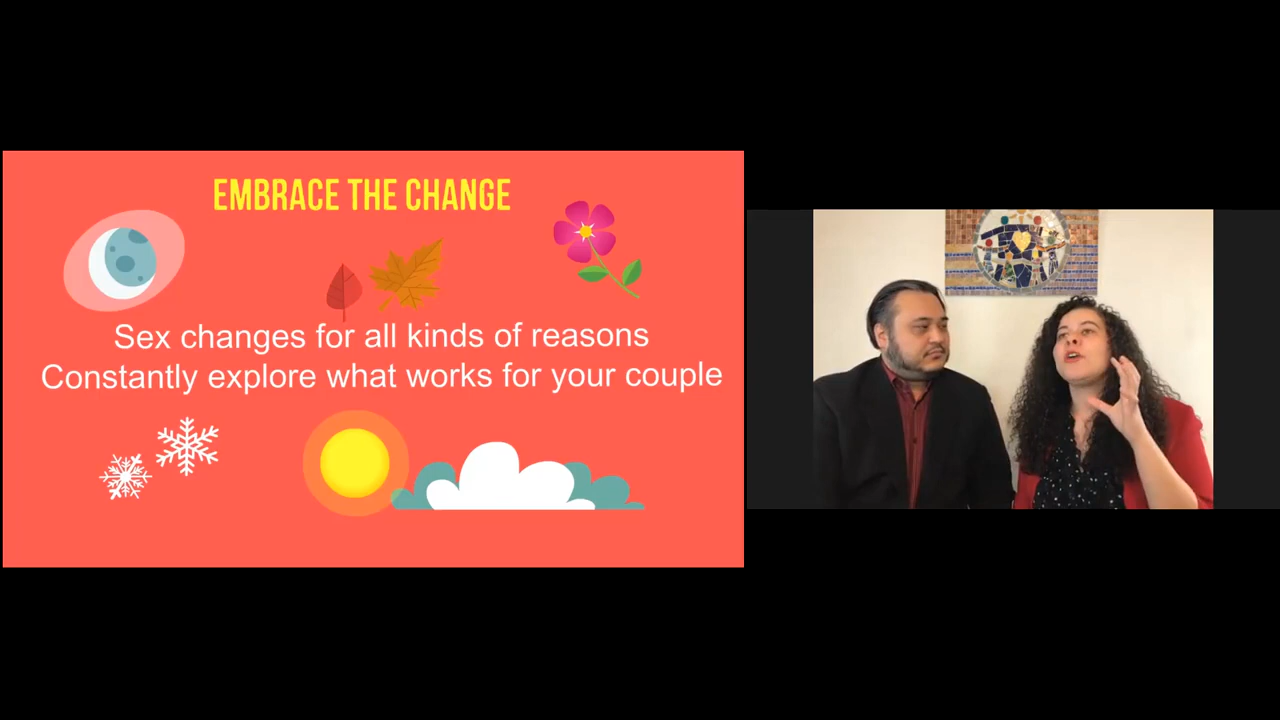 EMBRACE THE CHANGE
Sex changes for all kinds of reasons
Constantly explore what works for your couple